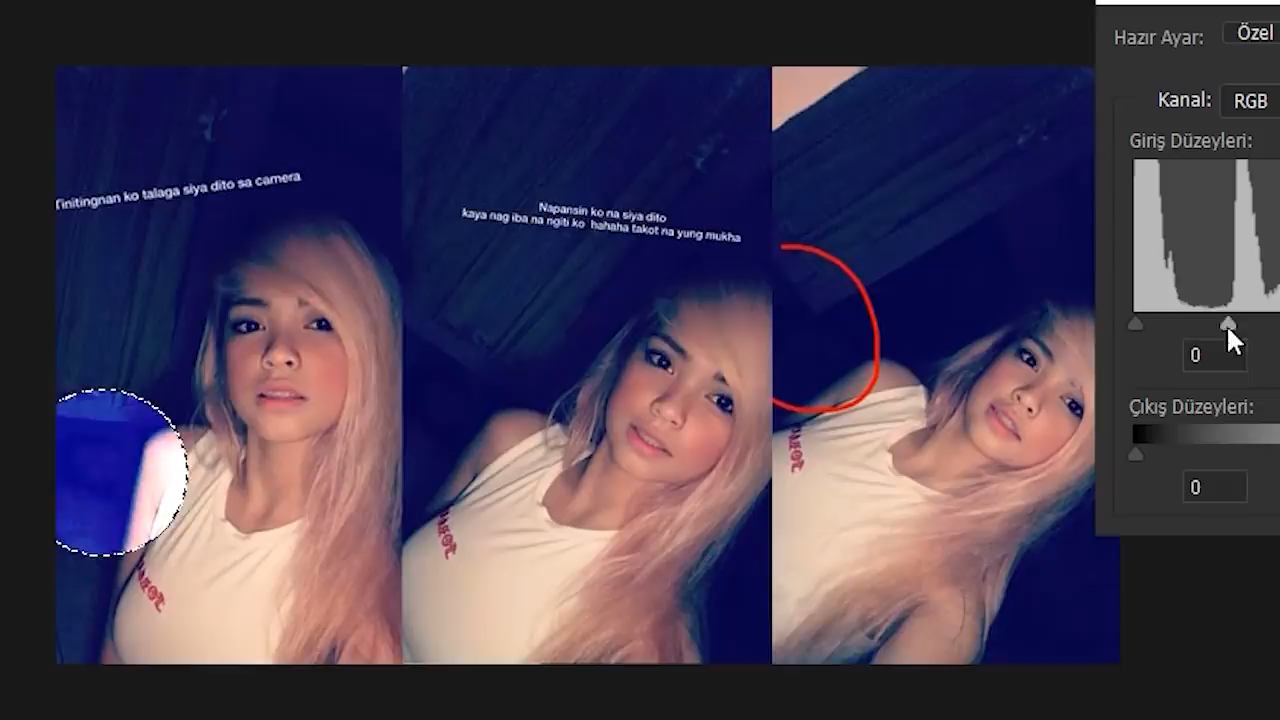 Tinitingnan ko talaga siya dito sa camera
Napansin ko na siya dito
kaya nag iba na ngiti ko hahaha takot na yung mukha
Hazır Ayar: Özel
Kanal: RGB
Giriş Düzeyleri:
0
Çıkış Düzeyleri:
0